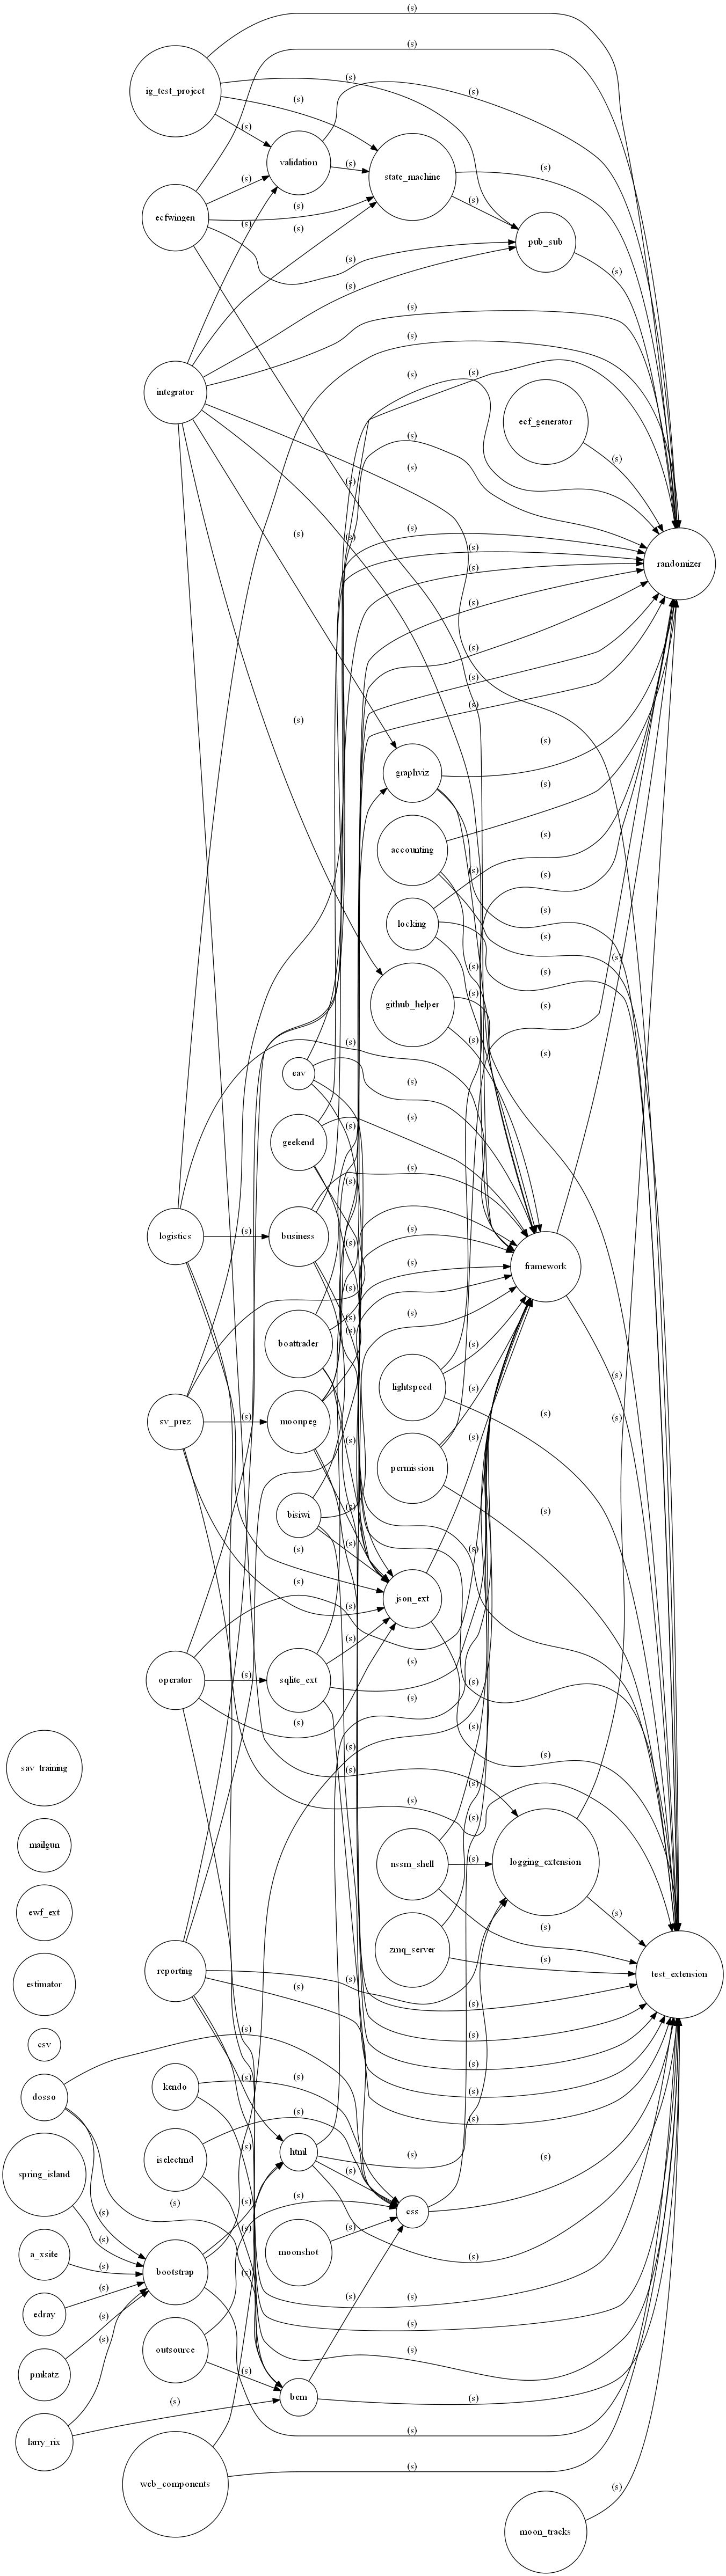 (s)
(s)
(s)
ig_test_project
(s)
(s)
(s)
validation
(s)
(s)
state_machine
(s)
(s)
(s)
(s)
ecfwingen
(s)
(s)
(s)
pub_sub
(s)
(s)
(s)
(s)
(s)
(s)
(s)
integrator
ecf_generator
(s)
(s)
(s)
(s)
(s)
(s)
(s)
(s)
randomizer
(s)
(s)
(s)
(s)
(s)
(s)
graphviz
(s)
accounting
(s)
(s)
(s)
(s)
locking
(s)
(s)
(s)
(s)
github_helper
(s)
(s)
(s)
(s)
eav
(s)
(s)
(s)
geekend
(s)
logistics
(s)
business
(s)
(s)
(s)
framework
(s)
(s)
(s)
(s)
boattrader
(s)
(s)
lightspeed
(s)
(s)
sv_prez
(s)
moonpeg
(s)
(s)
(s)
permission
(s)
bisiwi
(s)
(s)
(s)
(s)
(s)
json_ext
(s)
operator
(s)
sqlite_ext
(s)
(s)
(s)
(s)
(s)
(s)
(s)
sav_training
(s)
(s)
(s)
mailgun
nssm_shell
(s)
logging_extension
ewf_ext
(s)
(s)
zmq_server
(s)
reporting
(s)
(s)
test_extension
estimator
(s)
(s)
csv
(s)
(s)
dosso
kendo
(s)
(s)
(s)
(s)
(s)
(s)
iselectmd
html
(s)
(s)
(s)
spring_island
(s)
(s)
css
(s)
(s)
moonshot
a_xsite
(s)
bootstrap
(s)
edray
(s)
(s)
(s)
(s)
(s)
outsource
(s)
pmkatz
(s)
bem
(s)
larry_rix
(s)
(s)
web_components
(s)
(s)
moon_tracks